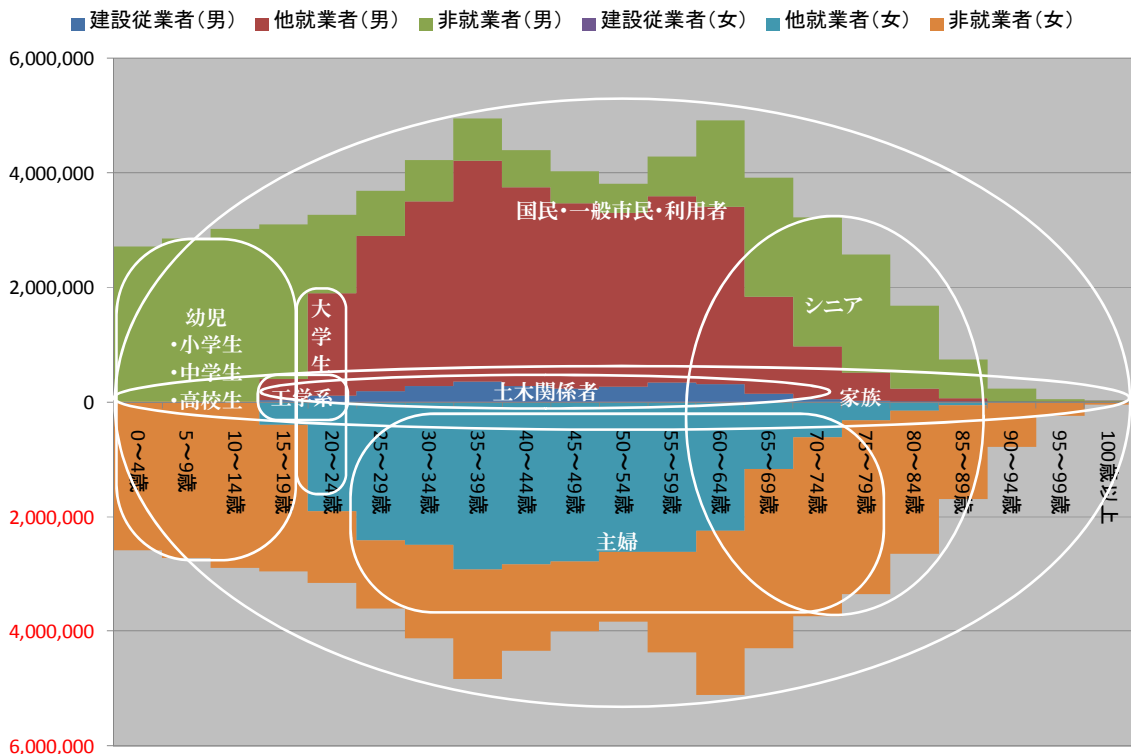 建設従業者(男) 他就業者(男) 非就業者(男) 建設従業者(女) 他就業者(女) 非就業者(女)
6,000,000
4,000,000
2,000,000
0
2,000,000
4,000,000
6,000,000
国民・一般市民・利用者
幼児
・小学生
・中学生
・高校生
大学生
工学系
土木関係者
シニア
家族
主婦
0～4歳
5～9歳
10～14歳
15～19歳
20～24歳
25～29歳
30～34歳
35～39歳
40～44歳
45～49歳
50～54歳
55～59歳
60～64歳
65～69歳
70～74歳
75～79歳
80～84歳
85～89歳
90～94歳
95～99歳
100歳以上